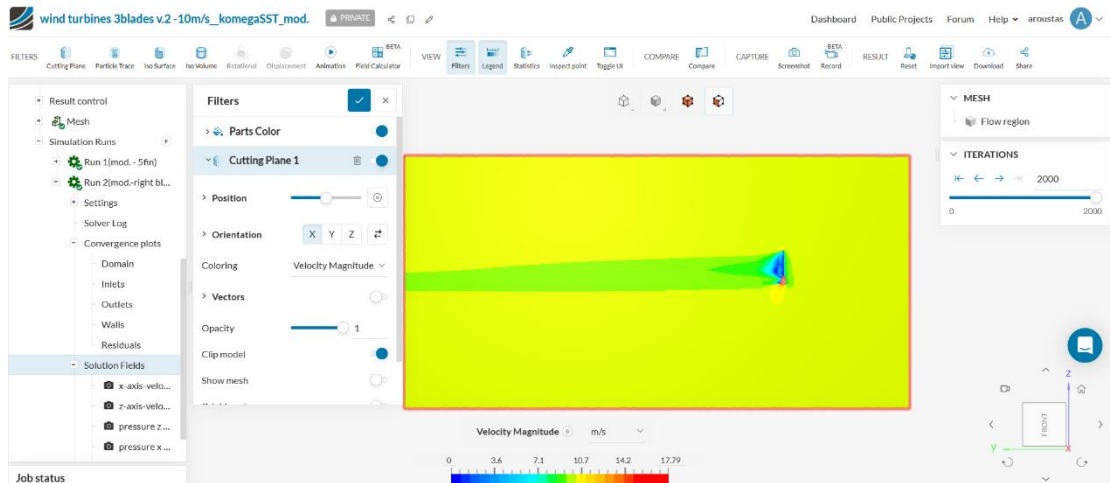 wind turbines 3blades v.2 -10m/s__komegaSST_mod.
PRIVATE
Dashboard Public Projects Forum Help aroustas A
FILTERS
Cutting Plane Particle Trace Iso Surface Iso Volume Rotational Displacement Animation Field Calculator BETA
VIEW
Filters Legend Statistics Inspect point Toggle UI
COMPARE
Compare
CAPTURE
Screenshot Record BETA
RESULT
Reset Import view Download Share
Result control
Mesh
Simulation Runs
Run 1(mod. - 5fin)
Run 2(mod.-right bl...
Settings
Solver Log
Convergence plots
Domain
Inlets
Outlets
Walls
Residuals
Solution Fields
x-axis-velo...
z-axis-velo...
pressure z ...
pressure x ...
Job status
Filters
Parts Color
Cutting Plane 1
Position
Orientation X Y Z
Coloring Velocity Magnitude
Vectors
Opacity 1
Clip model
Show mesh
Velocity Magnitude m/s
0 3.6 7.1 10.7 14.2 17.79
MESH
Flow region
ITERATIONS
2000
0 2000
Z
FRONT
Y X